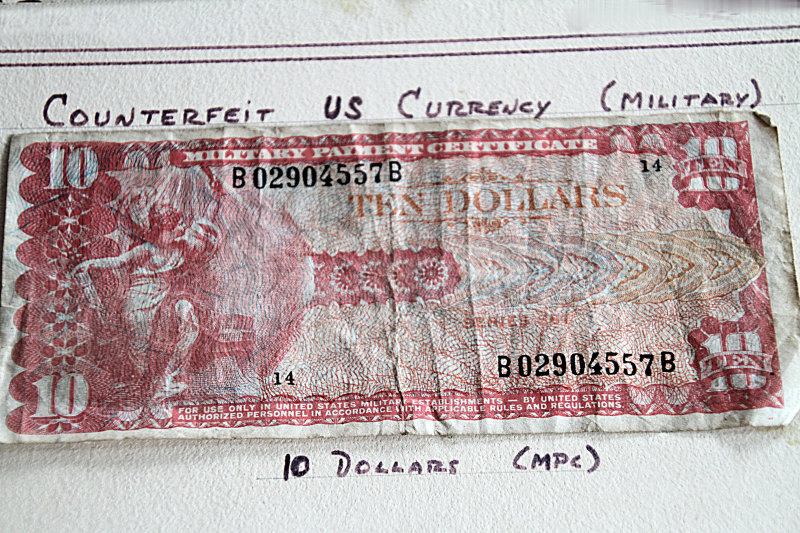 COUNTERFEIT US CURRENCY (MILITARY)
10
MILITARY PAYMENT CERTIFICATE
B02904557B
14
10
TEN
TEN DOLLARS
SERIES
B02904557B
14
10
TEN
10
FOR USE ONLY IN UNITED STATES MILITARY ESTABLISHMENTS — BY UNITED STATES
AUTHORIZED PERSONNEL IN ACCORDANCE WITH APPLICABLE RULES AND REGULATIONS.
10 DOLLARS (MPC)